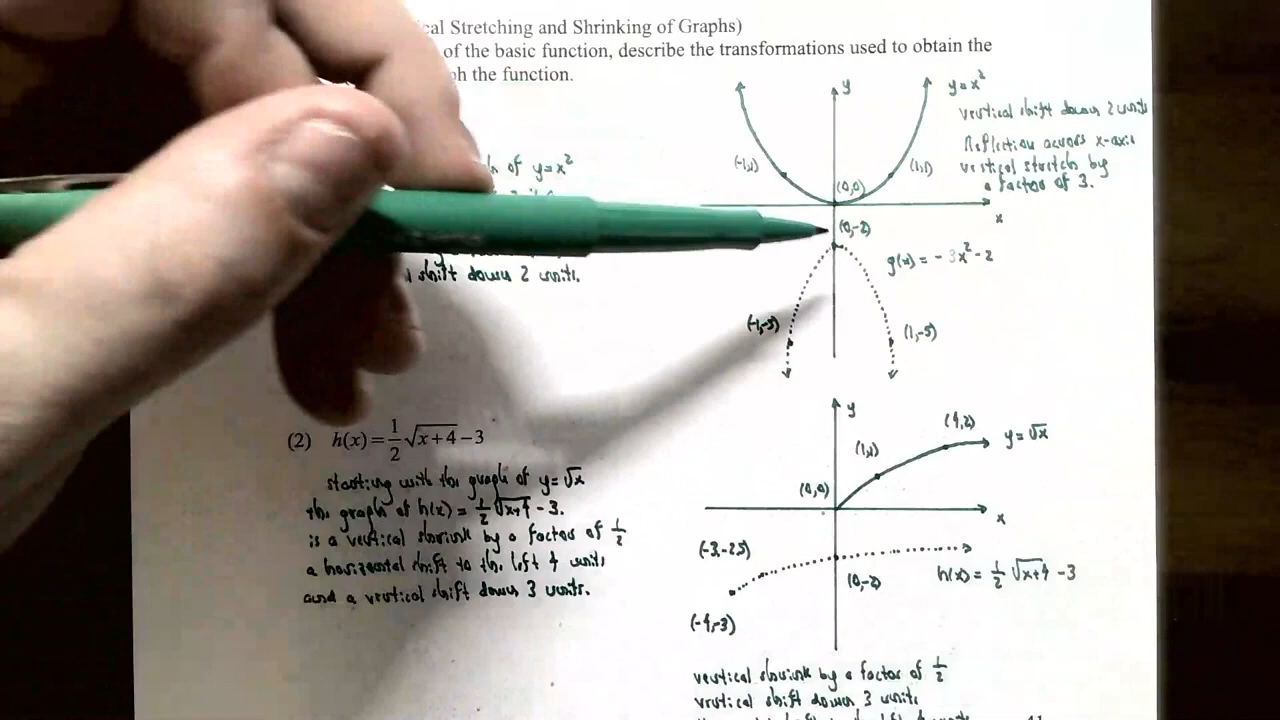 cal Stretching and Shrinking of Graphs)
of the basic function, describe the transformations used to obtain the
ph the function.
of y=x²
shift down 2 units.
y
y=x²
vertical shift down 2 units
Reflection across x-axis
vertical stretch by
a factor of 3.
(-1,1)
(1,1)
(0,0)
x
(0,-2)
g(x) = -3x²-2
(-1,-5)
(1,-5)
(2) h(x)=1/2√(x+4)-3
starting with the graph of y=√x
the graph of h(x) = 1/2√(x+4) - 3.
is a vertical shrink by a factor of 1/2
a horizontal shift to the left 4 units
and a vertical shift down 3 units.
y
(4,2)
y=√x
(1,1)
(0,0)
x
(-3,-2.5)
(0,-2)
h(x) = 1/2 √(x+4) -3
(-4,-3)
vertical shrink by a factor of 1/2
vertical shift down 3 units